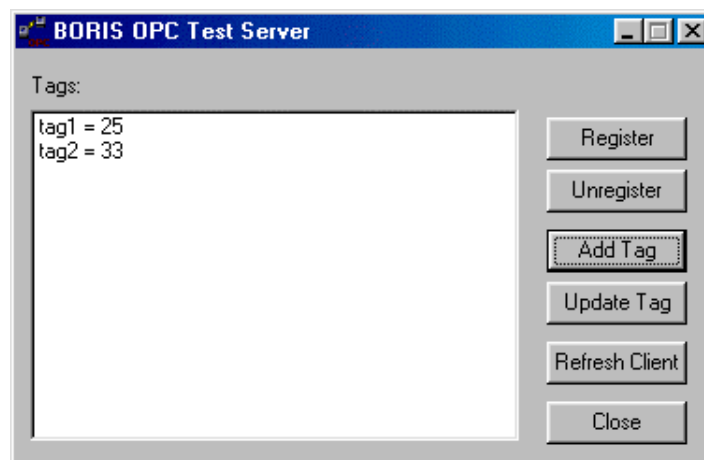 BORIS OPC Test Server
Tags:
tag1 = 25
tag2 = 33
Register
Unregister
Add Tag
Update Tag
Refresh Client
Close